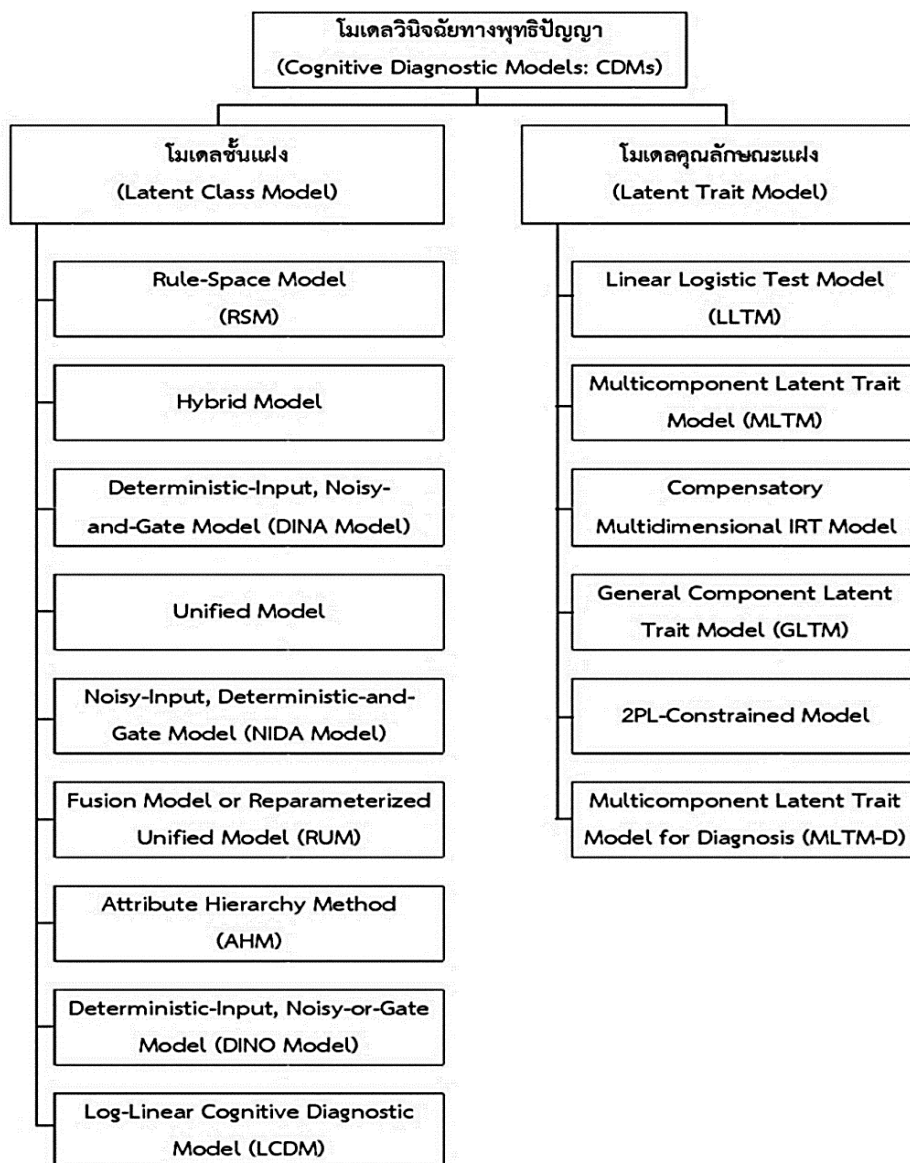 โมเดลวินิจฉัยทางพุทธิปัญญา
(Cognitive Diagnostic Models: CDMs)
โมเดลชั้นแฝง
(Latent Class Model)
Rule-Space Model
(RSM)
Hybrid Model
Deterministic-Input, Noisy-
and-Gate Model (DINA Model)
Unified Model
Noisy-Input, Deterministic-and-
Gate Model (NIDA Model)
Fusion Model or Reparameterized
Unified Model (RUM)
Attribute Hierarchy Method
(AHM)
Deterministic-Input, Noisy-or-Gate
Model (DINO Model)
Log-Linear Cognitive Diagnostic
Model (LCDM)
โมเดลคุณลักษณะแฝง
(Latent Trait Model)
Linear Logistic Test Model
(LLTM)
Multicomponent Latent Trait
Model (MLTM)
Compensatory
Multidimensional IRT Model
General Component Latent
Trait Model (GLTM)
2PL-Constrained Model
Multicomponent Latent Trait
Model for Diagnosis (MLTM-D)